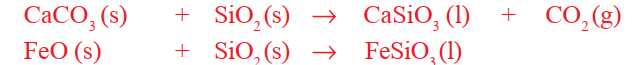 CaCO₃ (s) + SiO₂ (s) → CaSiO₃ (l) + CO₂ (g)
FeO (s) + SiO₂ (s) → FeSiO₃ (l)